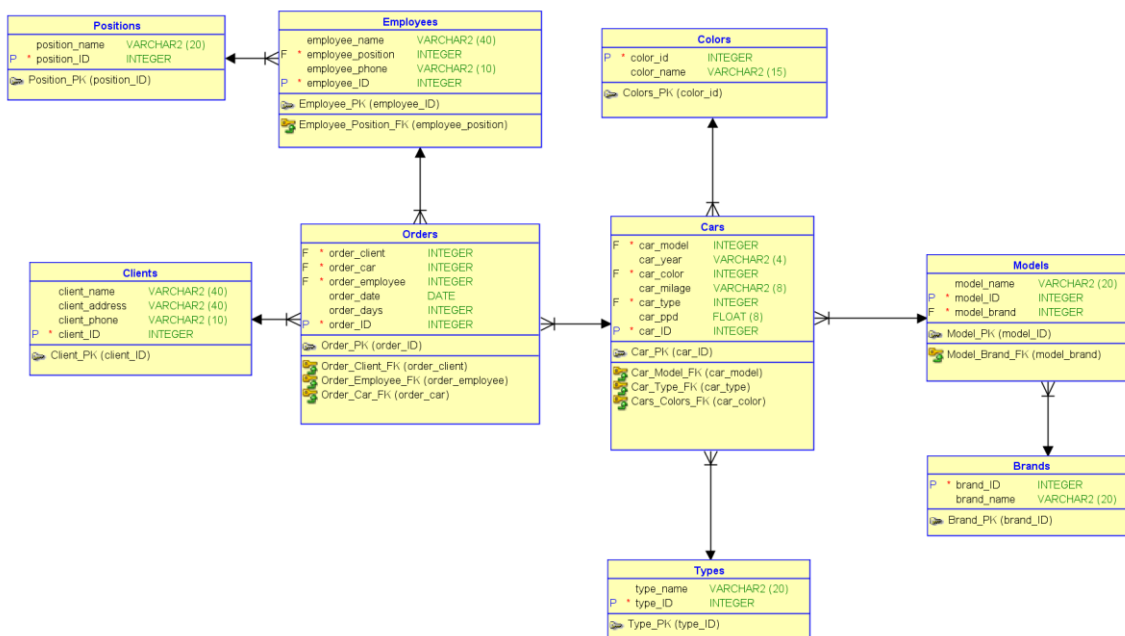 Positions
position_name VARCHAR2 (20)
P * position_ID INTEGER
Position_PK (position_ID)
Employees
employee_name VARCHAR2 (40)
F * employee_position INTEGER
employee_phone VARCHAR2 (10)
P * employee_ID INTEGER
Employee_PK (employee_ID)
Employee_Position_FK (employee_position)
Colors
P * color_id INTEGER
color_name VARCHAR2 (15)
Colors_PK (color_id)
Clients
client_name VARCHAR2 (40)
client_address VARCHAR2 (40)
client_phone VARCHAR2 (10)
P * client_ID INTEGER
Client_PK (client_ID)
Orders
F * order_client INTEGER
F * order_car INTEGER
F * order_employee INTEGER
order_date DATE
order_days INTEGER
P * order_ID INTEGER
Order_PK (order_ID)
Order_Client_FK (order_client)
Order_Employee_FK (order_employee)
Order_Car_FK (order_car)
Cars
F * car_model INTEGER
car_year VARCHAR2 (4)
F * car_color INTEGER
car_milage VARCHAR2 (8)
F * car_type INTEGER
car_ppd FLOAT (8)
P * car_ID INTEGER
Car_PK (car_ID)
Car_Model_FK (car_model)
Car_Type_FK (car_type)
Cars_Colors_FK (car_color)
Models
model_name VARCHAR2 (20)
P * model_ID INTEGER
F * model_brand INTEGER
Model_PK (model_ID)
Model_Brand_FK (model_brand)
Brands
P * brand_ID INTEGER
brand_name VARCHAR2 (20)
Brand_PK (brand_ID)
Types
type_name VARCHAR2 (20)
P * type_ID INTEGER
Type_PK (type_ID)